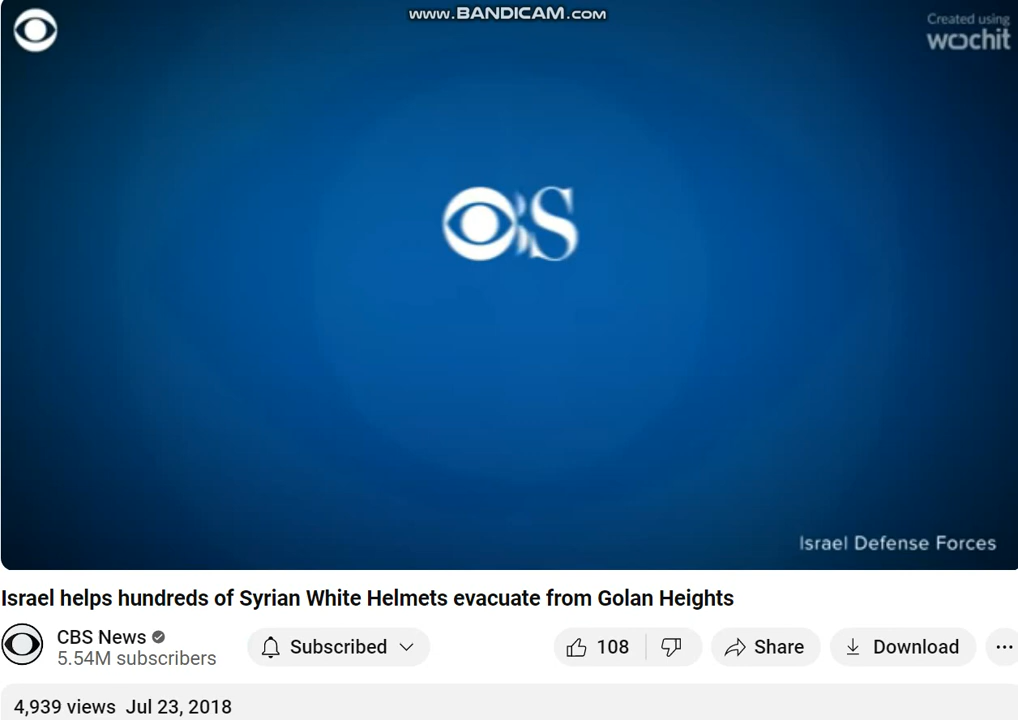 www.BANDICAM.com
Created using
wochit
CBS
Israel Defense Forces
Israel helps hundreds of Syrian White Helmets evacuate from Golan Heights
CBS News
5.54M subscribers
Subscribed
108
Share
Download
4,939 views Jul 23, 2018